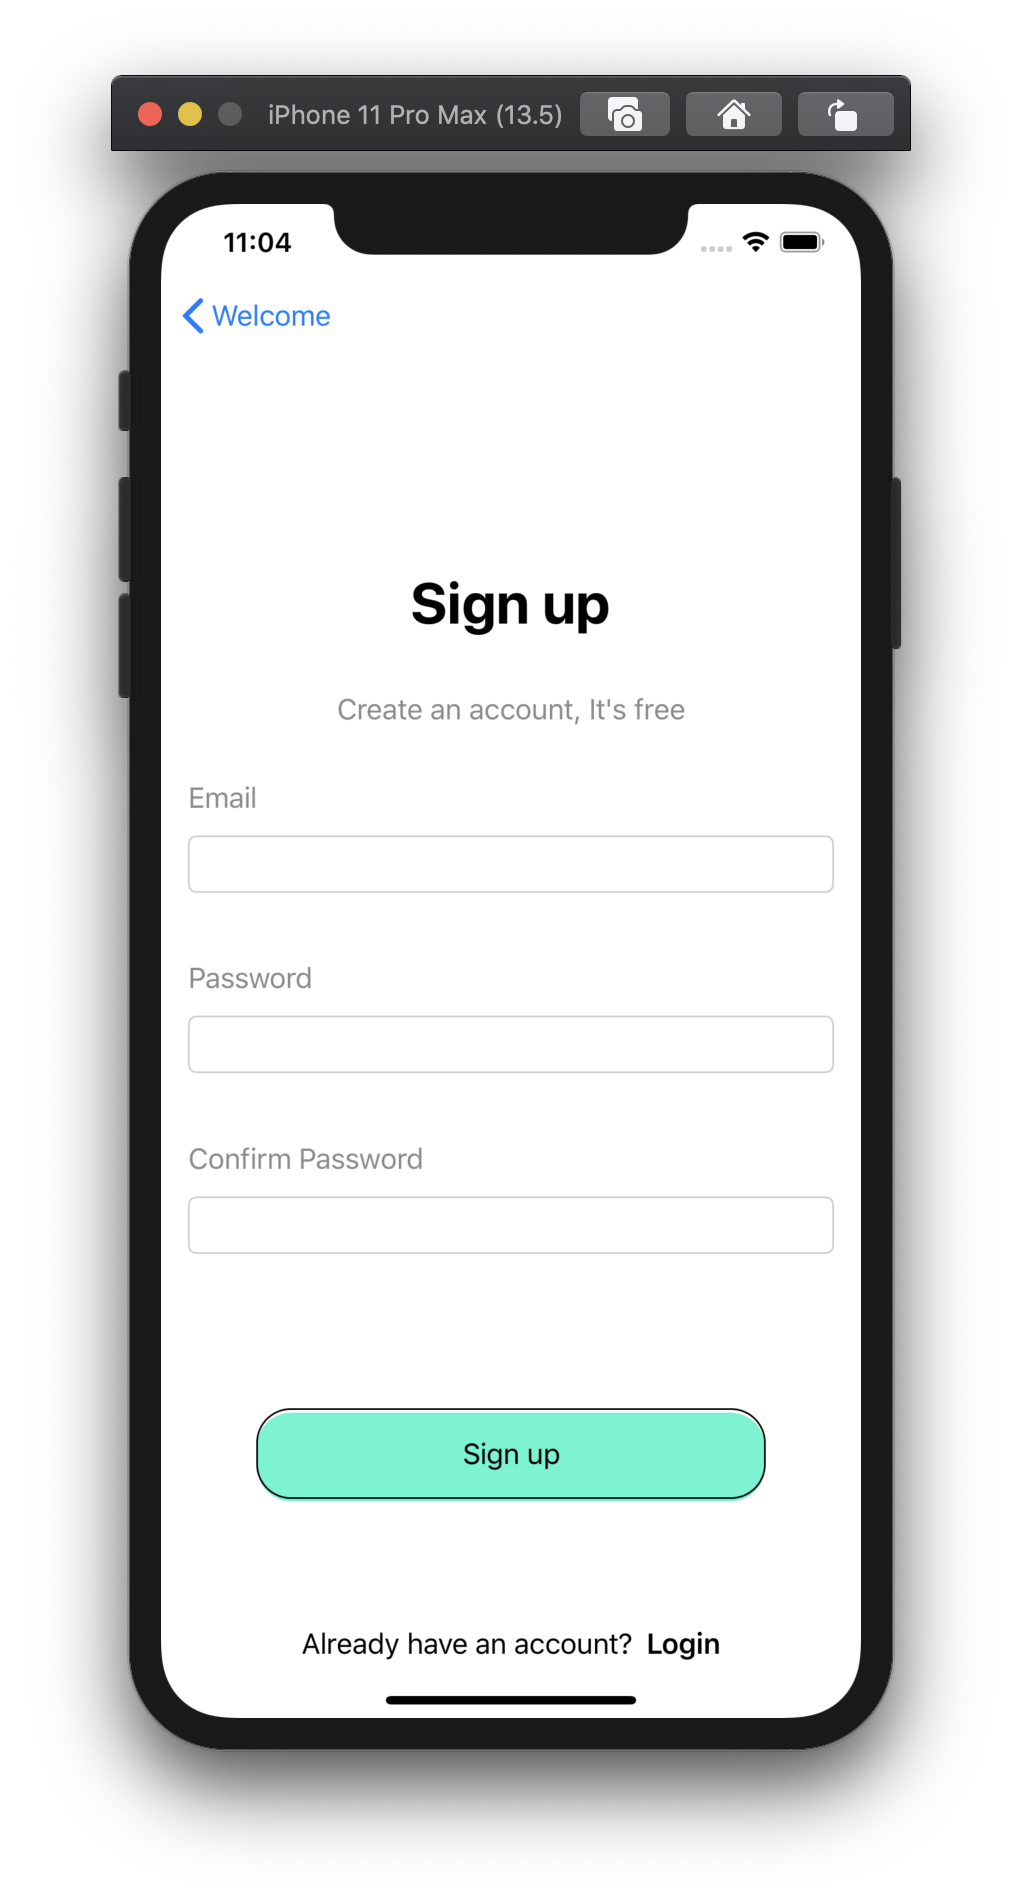 iPhone 11 Pro Max (13.5)
11:04
Welcome
Sign up
Create an account, It's free
Email
Password
Confirm Password
Sign up
Already have an account? Login